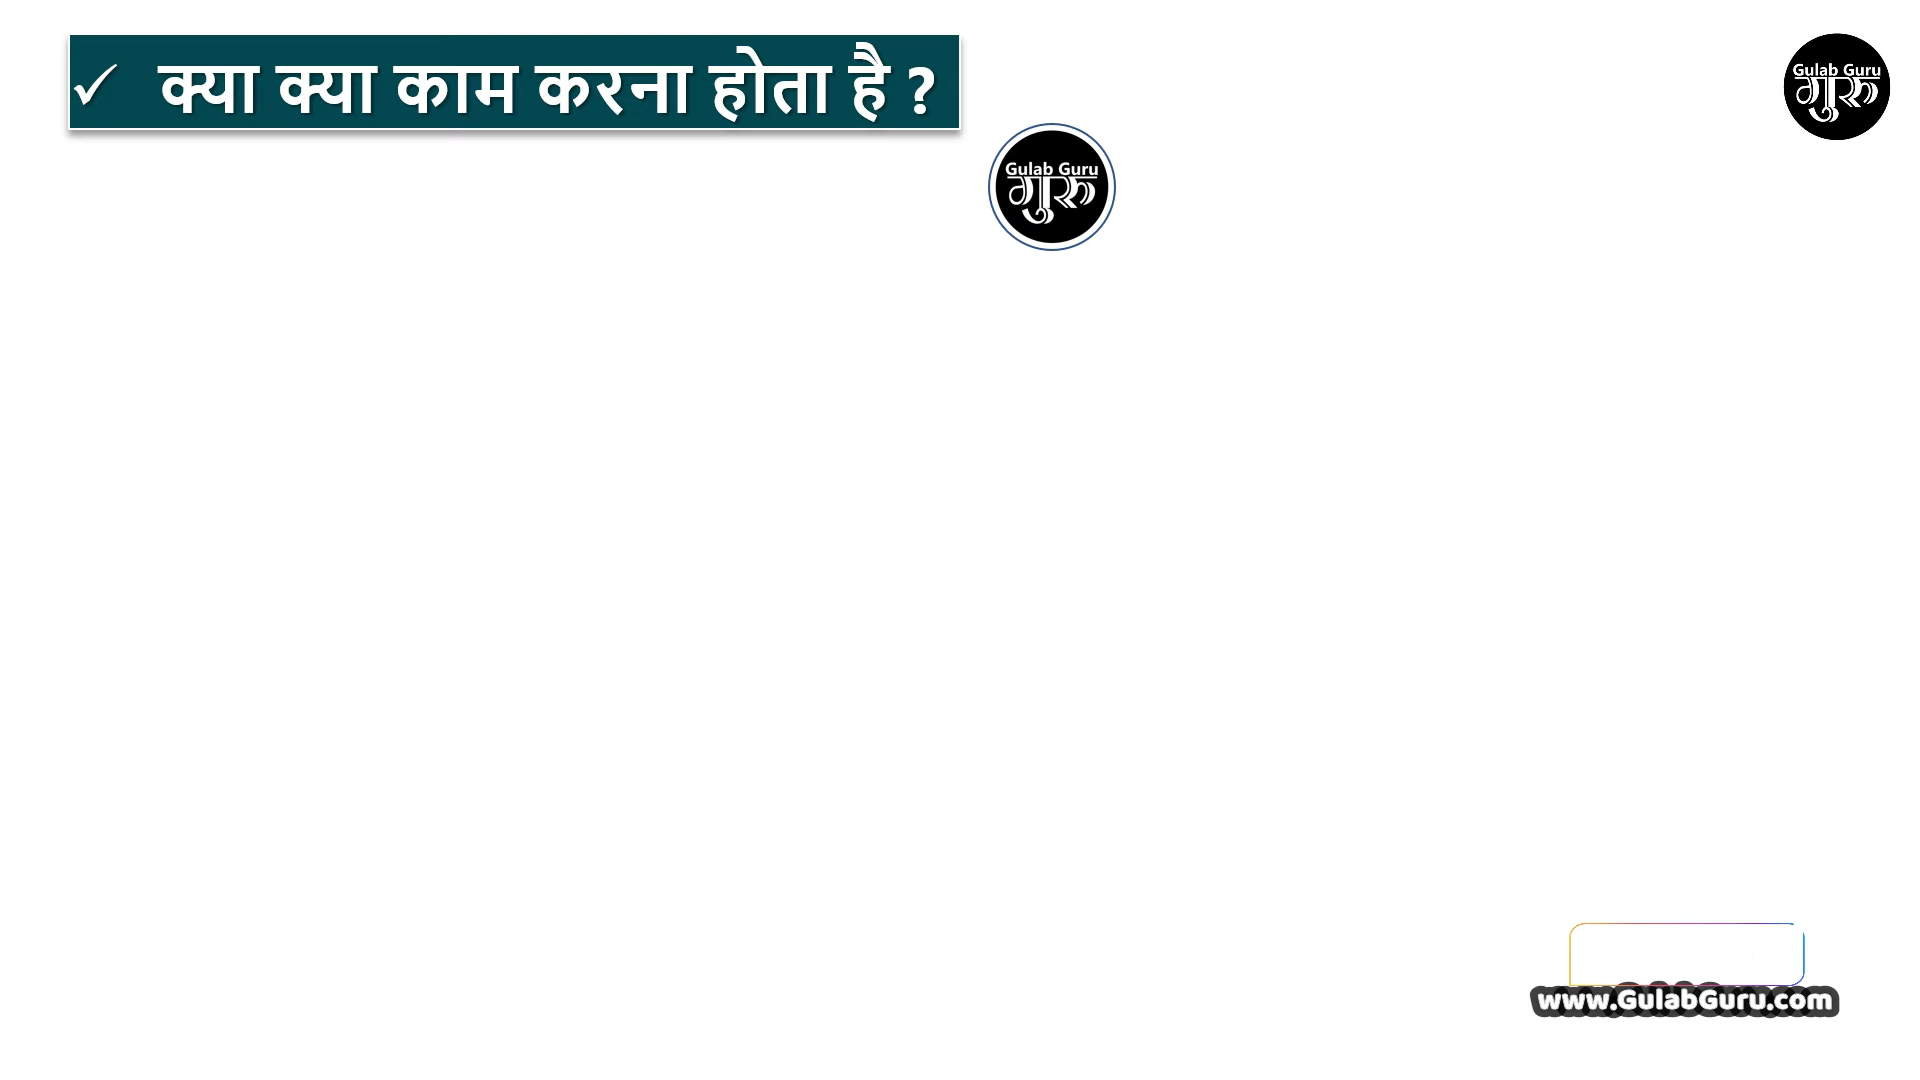 ✓ क्या क्या काम करना होता है ?
Gulab Guru
गुरु
Gulab Guru
गुरु
www.GulabGuru.com